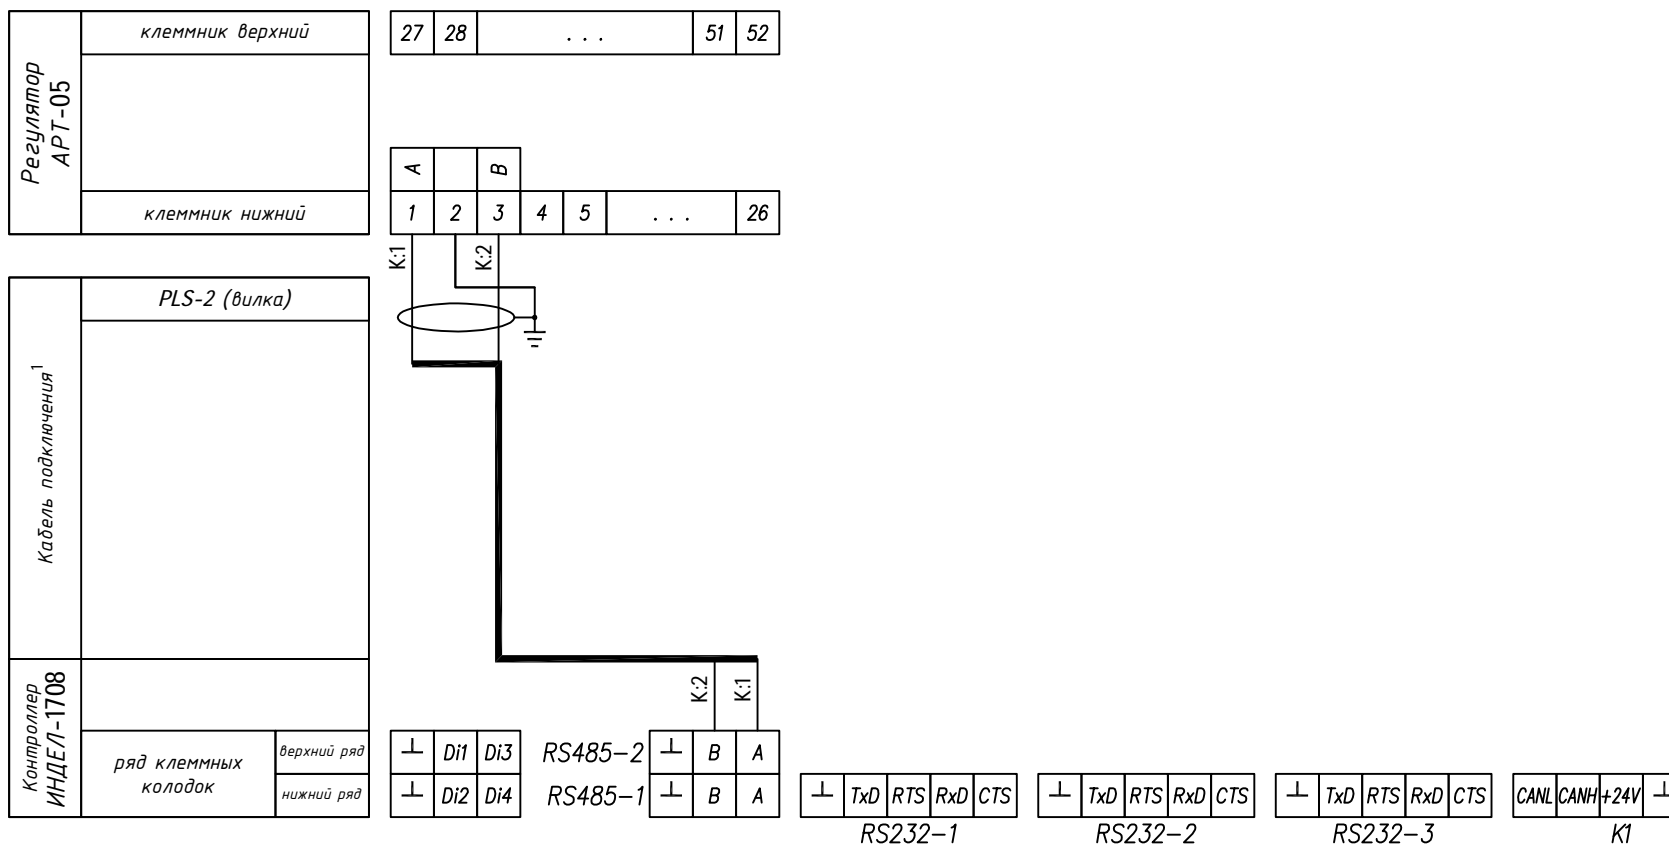 Регулятор
АРТ-05
клеммник верхний
27 28 . . . 51 52
A B
клеммник нижний
1 2 3 4 5 . . . 26
K:1 K:2
Кабель подключения¹
PLS-2 (вилка)
K:2 K:1
Контроллер
ИНДЕЛ-1708
ряд клеммных
колодок
верхний ряд
⊥ Di1 Di3 RS485-2 ⊥ B A
нижний ряд
⊥ Di2 Di4 RS485-1 ⊥ B A
⊥ TxD RTS RxD CTS
RS232-1
⊥ TxD RTS RxD CTS
RS232-2
⊥ TxD RTS RxD CTS
RS232-3
CANL CANH +24V ⊥
K1